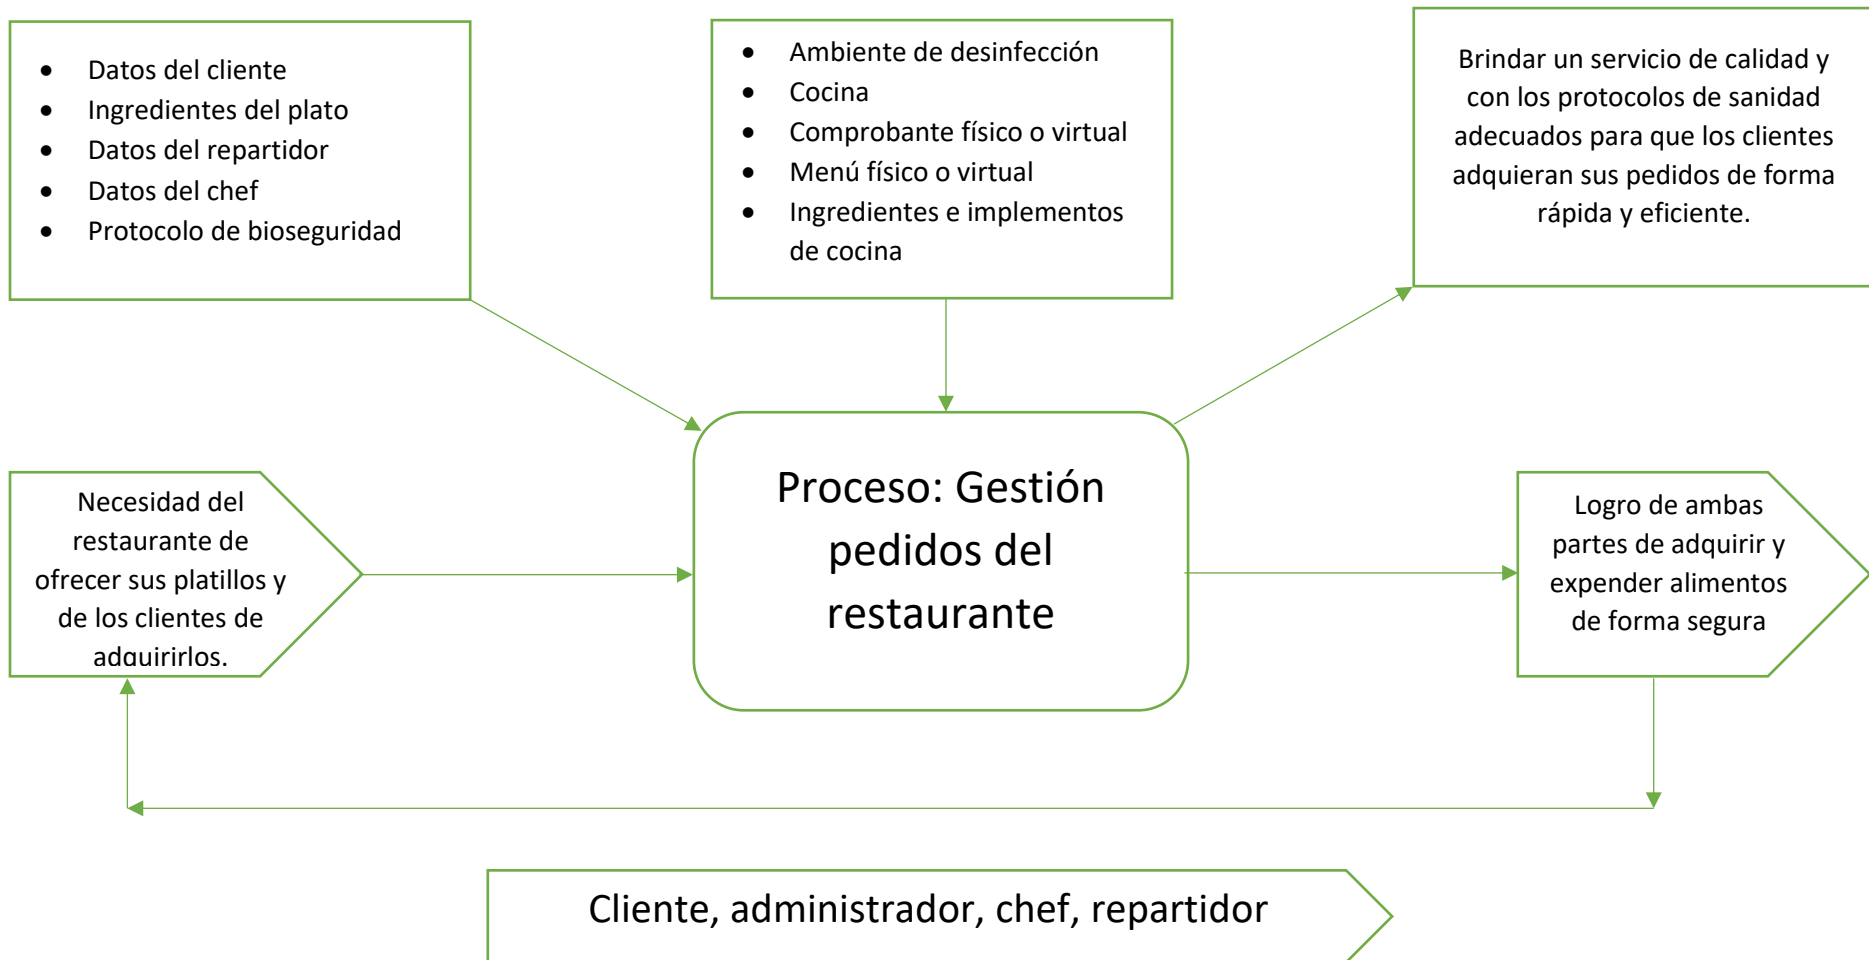 • Datos del cliente
• Ingredientes del plato
• Datos del repartidor
• Datos del chef
• Protocolo de bioseguridad
• Ambiente de desinfección
• Cocina
• Comprobante físico o virtual
• Menú físico o virtual
• Ingredientes e implementos
de cocina
Brindar un servicio de calidad y
con los protocolos de sanidad
adecuados para que los clientes
adquieran sus pedidos de forma
rápida y eficiente.
Necesidad del
restaurante de
ofrecer sus platillos y
de los clientes de
adquirirlos.
Proceso: Gestión
pedidos del
restaurante
Logro de ambas
partes de adquirir y
expender alimentos
de forma segura
Cliente, administrador, chef, repartidor